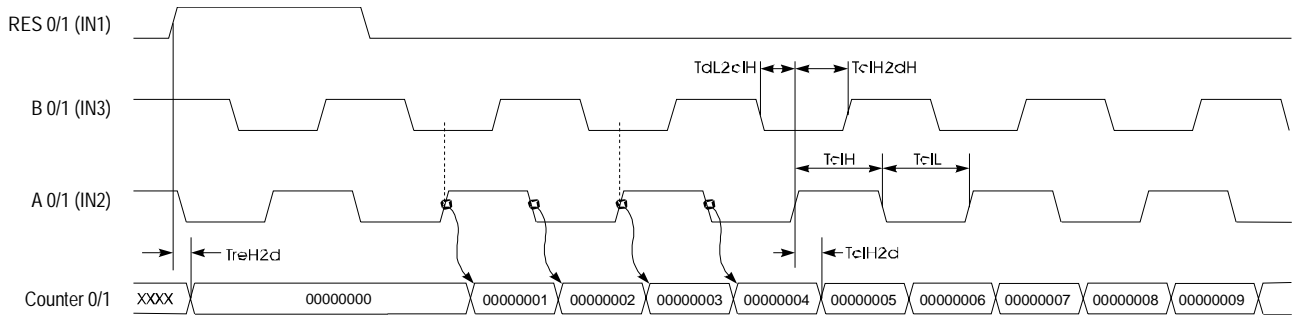 RES 0/1 (IN1)
TdL2clH
TclH2dH
B 0/1 (IN3)
TclH
TclL
A 0/1 (IN2)
TreH2d
TclH2d
Counter 0/1
XXXX
00000000
00000001
00000002
00000003
00000004
00000005
00000006
00000007
00000008
00000009